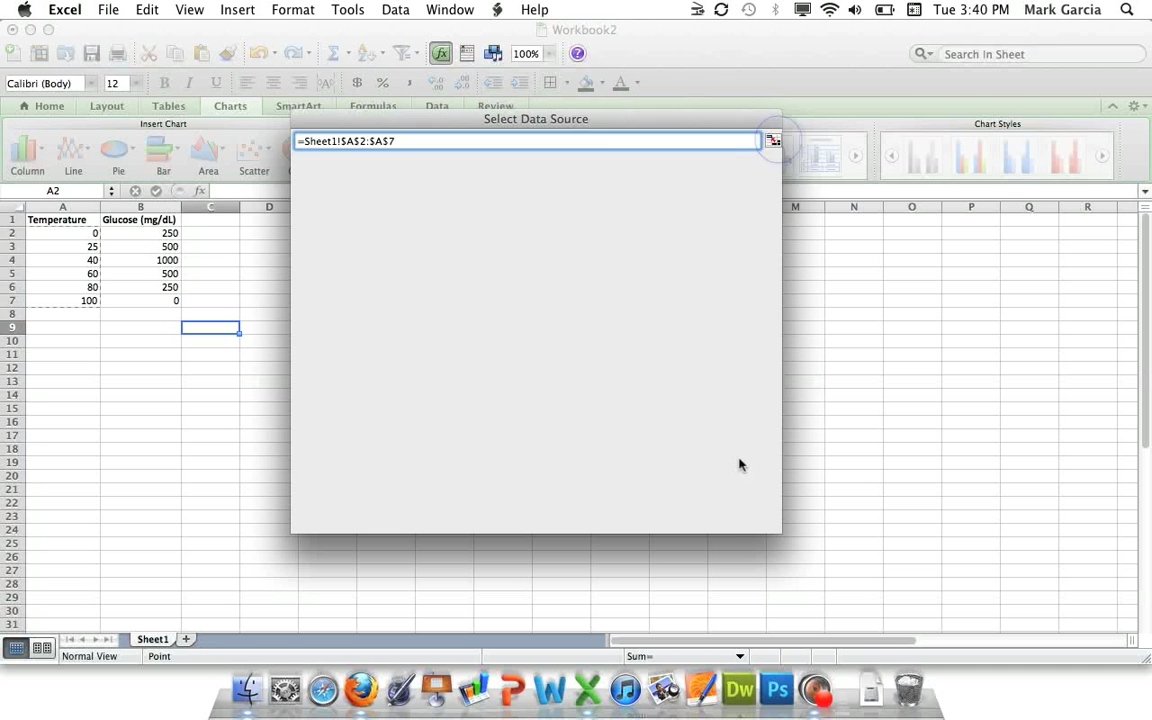 Excel File Edit View Insert Format Tools Data Window Help Tue 3:40 PM Mark Garcia
Workbook2
100% Search In Sheet
Calibri (Body) 12 B I U
Home Layout Tables Charts SmartArt Formulas Data Review
Select Data Source
Insert Chart Chart Styles
=Sheet1!$A$2:$A$7
Column Line Pie Bar Area Scatter
A2 fx
A B C D M N O P Q R
1 Temperature Glucose (mg/dL)
2 0 250
3 25 500
4 40 1000
5 60 500
6 80 250
7 100 0
8
9
10
11
12
13
14
15
16
17
18
19
20
21
22
23
24
25
26
27
28
29
30
31
Sheet1
Normal View Point Sum=
Dw Ps